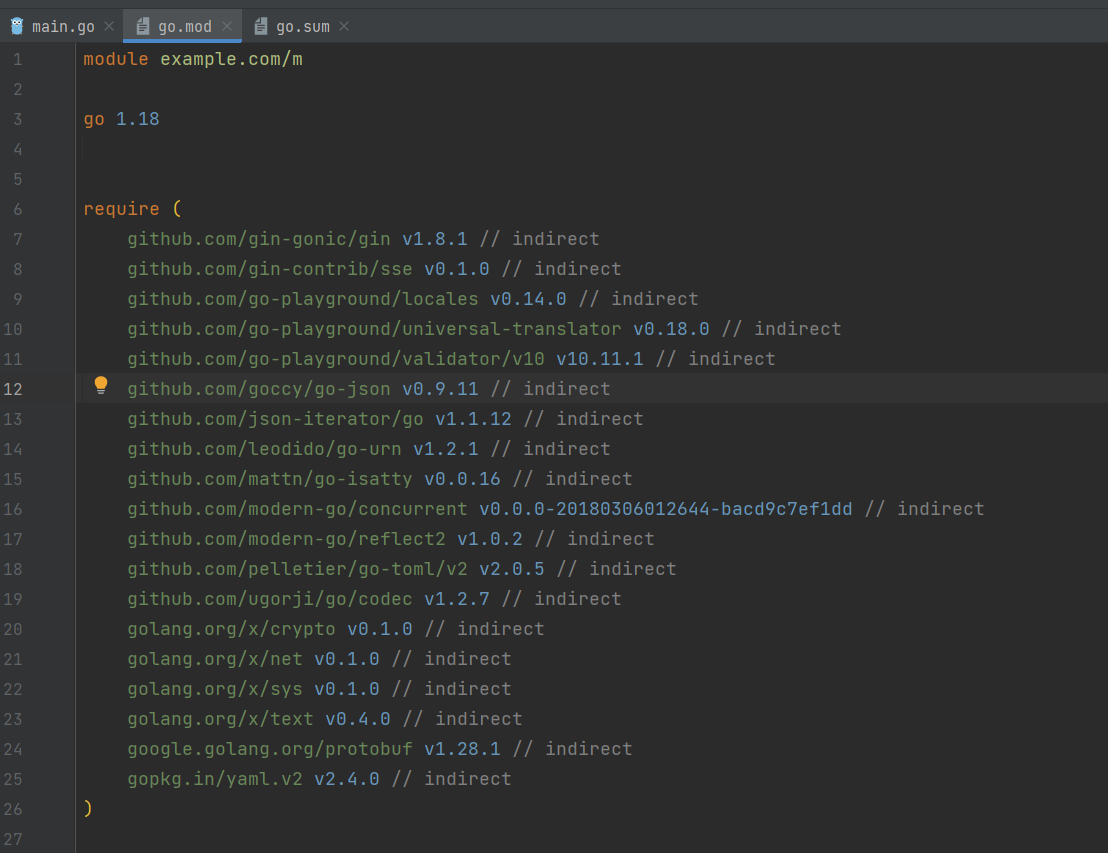 main.go go.mod go.sum
1 module example.com/m
2
3 go 1.18
4
5
6 require (
7 github.com/gin-gonic/gin v1.8.1 // indirect
8 github.com/gin-contrib/sse v0.1.0 // indirect
9 github.com/go-playground/locales v0.14.0 // indirect
10 github.com/go-playground/universal-translator v0.18.0 // indirect
11 github.com/go-playground/validator/v10 v10.11.1 // indirect
12 github.com/goccy/go-json v0.9.11 // indirect
13 github.com/json-iterator/go v1.1.12 // indirect
14 github.com/leodido/go-urn v1.2.1 // indirect
15 github.com/mattn/go-isatty v0.0.16 // indirect
16 github.com/modern-go/concurrent v0.0.0-20180306012644-bacd9c7ef1dd // indirect
17 github.com/modern-go/reflect2 v1.0.2 // indirect
18 github.com/pelletier/go-toml/v2 v2.0.5 // indirect
19 github.com/ugorji/go/codec v1.2.7 // indirect
20 golang.org/x/crypto v0.1.0 // indirect
21 golang.org/x/net v0.1.0 // indirect
22 golang.org/x/sys v0.1.0 // indirect
23 golang.org/x/text v0.4.0 // indirect
24 google.golang.org/protobuf v1.28.1 // indirect
25 gopkg.in/yaml.v2 v2.4.0 // indirect
26 )
27